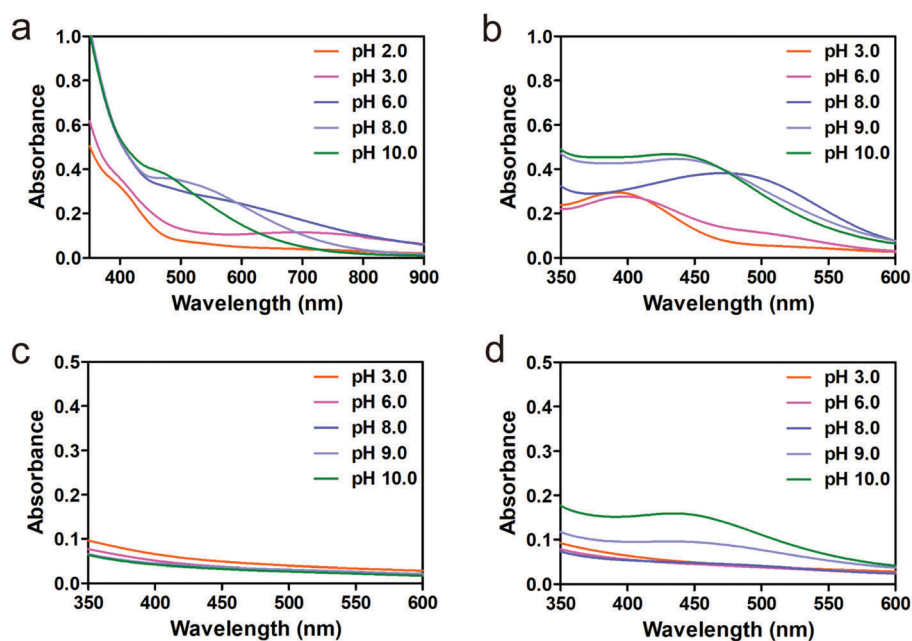 a
1.0
0.8
0.6
0.4
0.2
0.0
Absorbance
400 500 600 700 800 900
Wavelength (nm)
pH 2.0
pH 3.0
pH 6.0
pH 8.0
pH 10.0
b
1.0
0.8
0.6
0.4
0.2
0.0
Absorbance
350 400 450 500 550 600
Wavelength (nm)
pH 3.0
pH 6.0
pH 8.0
pH 9.0
pH 10.0
c
0.5
0.4
0.3
0.2
0.1
0.0
Absorbance
350 400 450 500 550 600
Wavelength (nm)
pH 3.0
pH 6.0
pH 8.0
pH 9.0
pH 10.0
d
0.5
0.4
0.3
0.2
0.1
0.0
Absorbance
350 400 450 500 550 600
Wavelength (nm)
pH 3.0
pH 6.0
pH 8.0
pH 9.0
pH 10.0